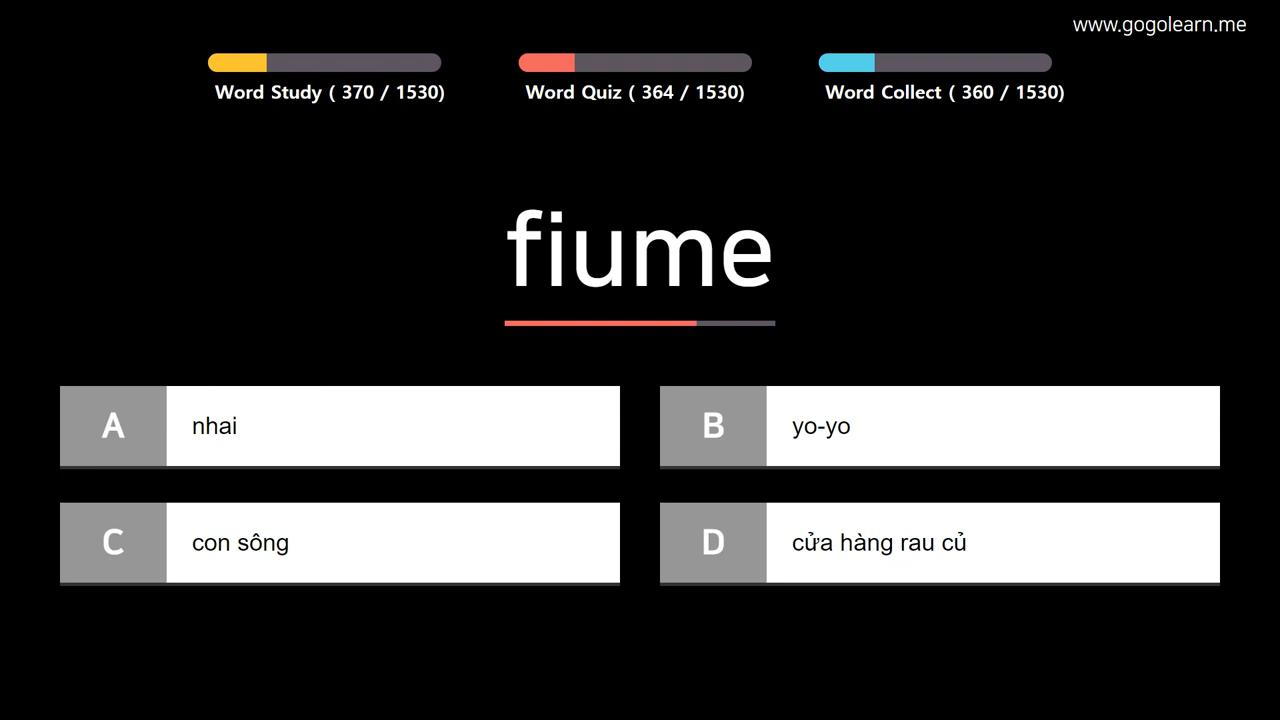 www.gogolearn.me
Word Study ( 370 / 1530)
Word Quiz ( 364 / 1530)
Word Collect ( 360 / 1530)
fiume
A nhai
B yo-yo
C con sông
D cửa hàng rau củ